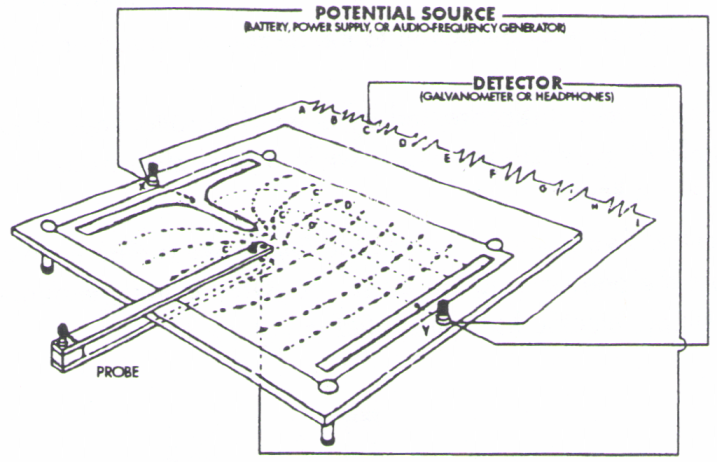 POTENTIAL SOURCE
(BATTERY, POWER SUPPLY, OR AUDIO-FREQUENCY GENERATOR)
DETECTOR
(GALVANOMETER OR HEADPHONES)
A
B
C
D
E
F
G
H
I
X
C
D
C
D
C
Y
PROBE